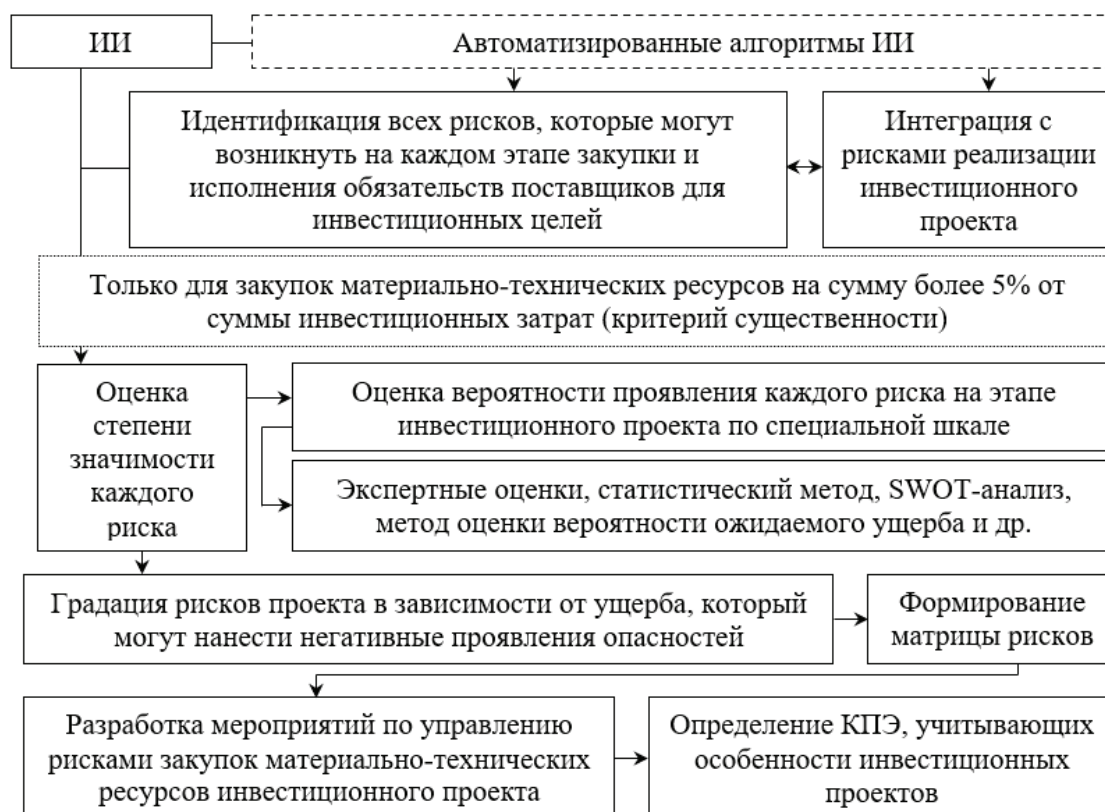 ИИ
Автоматизированные алгоритмы ИИ
Идентификация всех рисков, которые могут
возникнуть на каждом этапе закупки и
исполнения обязательств поставщиков для
инвестиционных целей
Интеграция с
рисками реализации
инвестиционного
проекта
Только для закупок материально-технических ресурсов на сумму более 5% от
суммы инвестиционных затрат (критерий существенности)
Оценка
степени
значимости
каждого
риска
Оценка вероятности проявления каждого риска на этапе
инвестиционного проекта по специальной шкале
Экспертные оценки, статистический метод, SWOT-анализ,
метод оценки вероятности ожидаемого ущерба и др.
Градация рисков проекта в зависимости от ущерба, который
могут нанести негативные проявления опасностей
Формирование
матрицы рисков
Разработка мероприятий по управлению
рисками закупок материально-технических
ресурсов инвестиционного проекта
Определение КПЭ, учитывающих
особенности инвестиционных
проектов